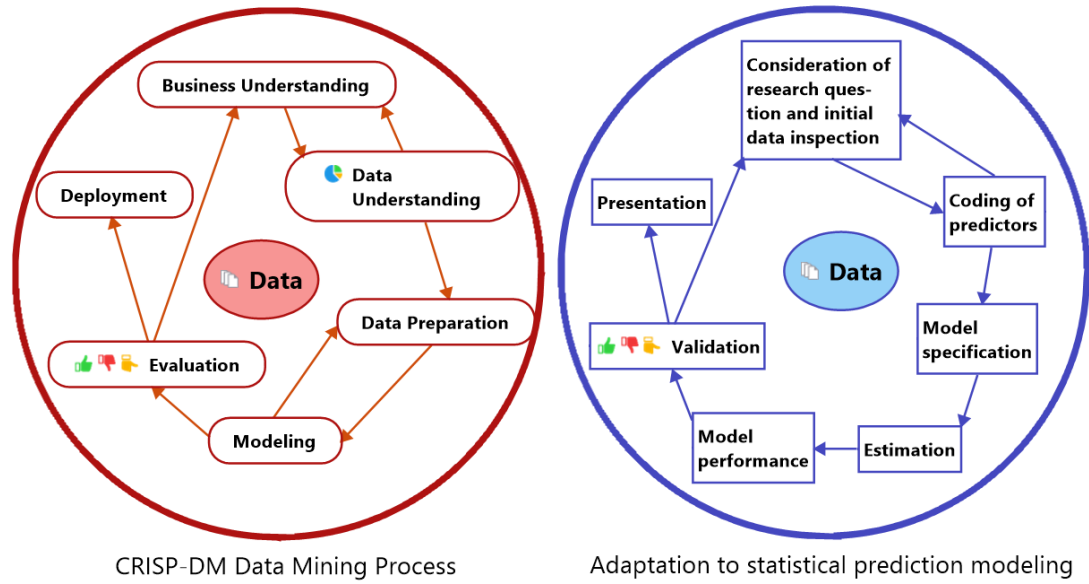 Business Understanding
Data
Understanding
Deployment
Data
Data Preparation
Evaluation
Modeling
CRISP-DM Data Mining Process
Consideration of
research ques-
tion and initial
data inspection
Presentation
Coding of
predictors
Data
Model
specification
Validation
Model
performance
Estimation
Adaptation to statistical prediction modeling